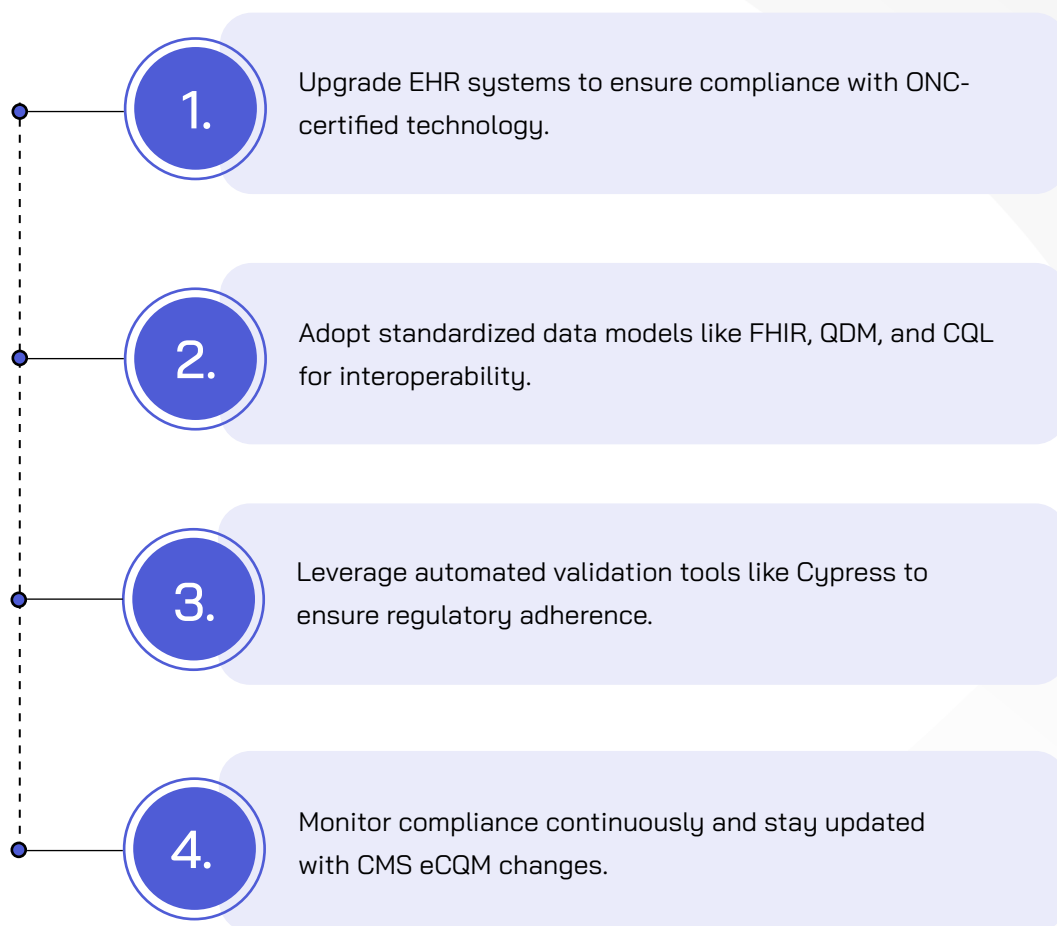 1.
Upgrade EHR systems to ensure compliance with ONC-
certified technology.
2.
Adopt standardized data models like FHIR, QDM, and CQL
for interoperability.
3.
Leverage automated validation tools like Cypress to
ensure regulatory adherence.
4.
Monitor compliance continuously and stay updated
with CMS eCQM changes.